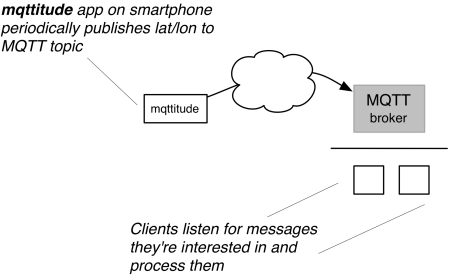 mqttitude app on smartphone
periodically publishes lat/lon to
MQTT topic
mqttitude
MQTT
broker
Clients listen for messages
they're interested in and
process them